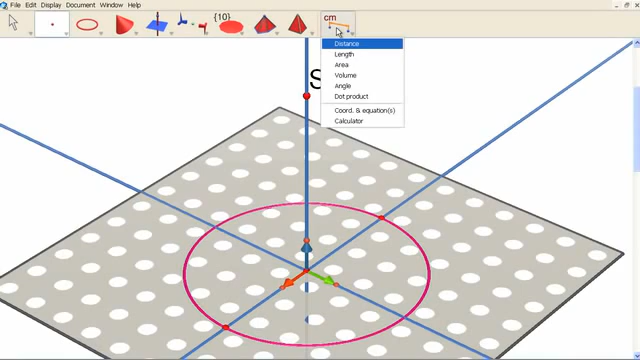 File Edit Display Document Window Help
{10}
cm
Distance
Length
Area
Volume
Angle
Dot product
Coord. & equation(s)
Calculator
S